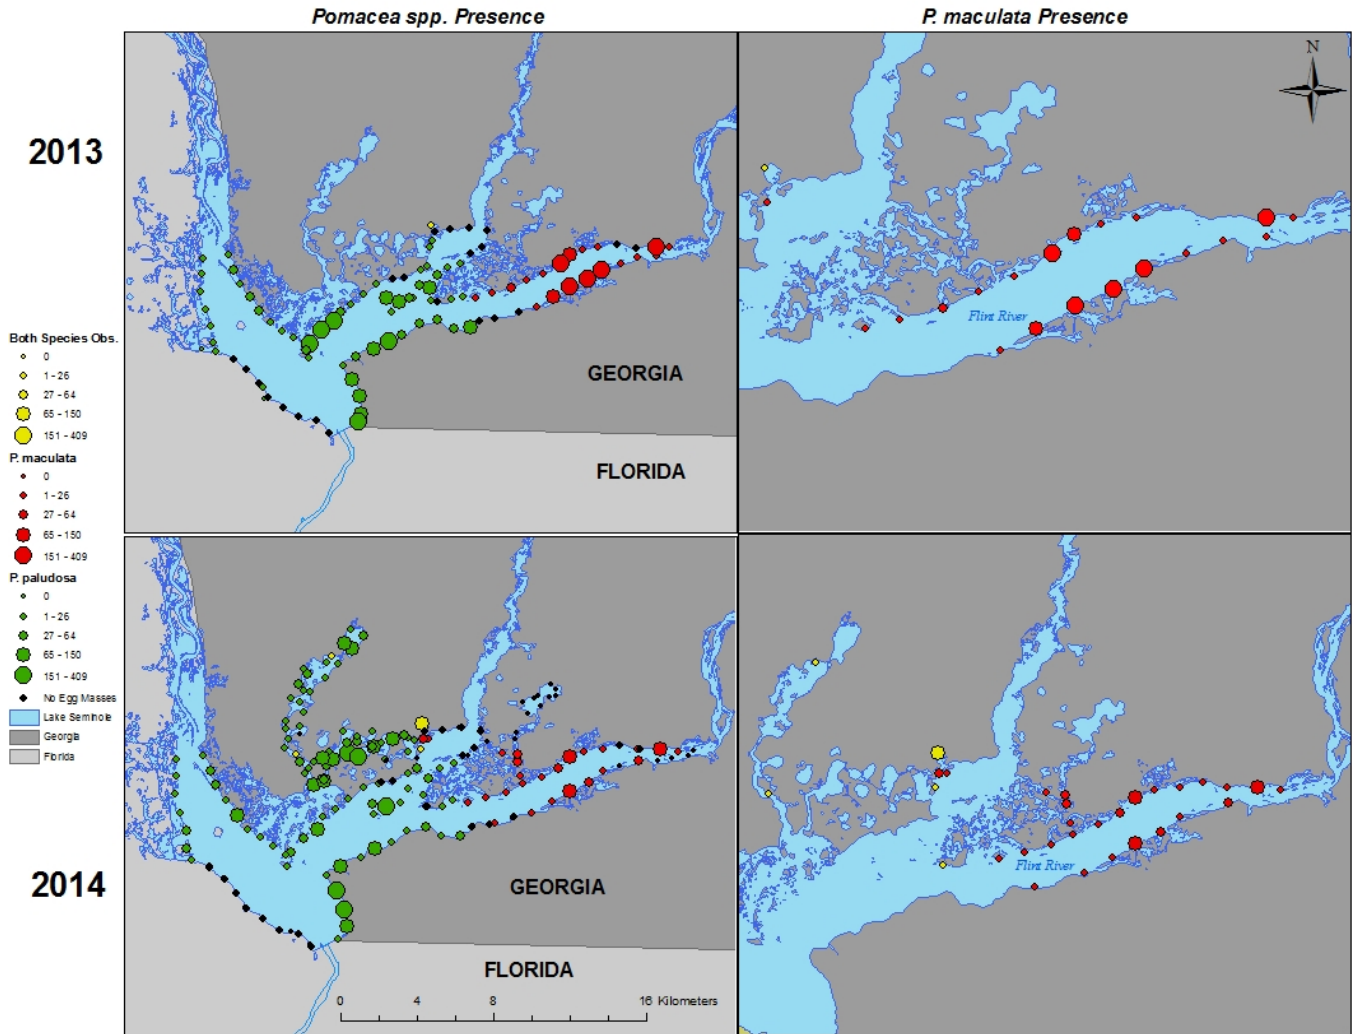 Pomacea spp. Presence
P. maculata Presence
N
2013
Flint River
GEORGIA
FLORIDA
Both Species Obs.
0
1 - 26
27 - 64
65 - 150
151 - 409
P. maculata
0
1 - 26
27 - 64
65 - 150
151 - 409
P. paludosa
0
1 - 26
27 - 64
65 - 150
151 - 409
No Egg Masses
Lake Seminole
Georgia
Florida
2014
Flint River
GEORGIA
FLORIDA
0 4 8 16 Kilometers